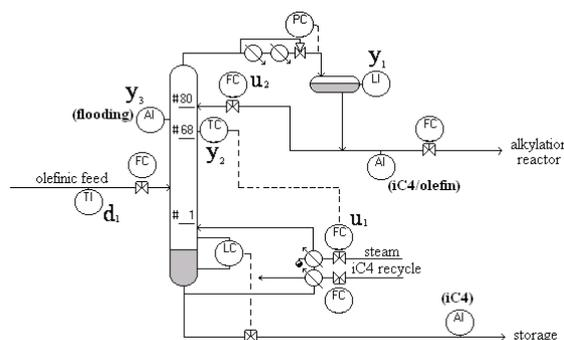 PC
y1
LI
FC
u2
y3
(flooding)
AI
#80
#68
TC
y2
FC
alkylation
reactor
AI
(iC4/olefin)
FC
olefinic feed
TI
d1
# 1
u1
FC
steam
iC4 recycle
FC
LC
(iC4)
AI
storage